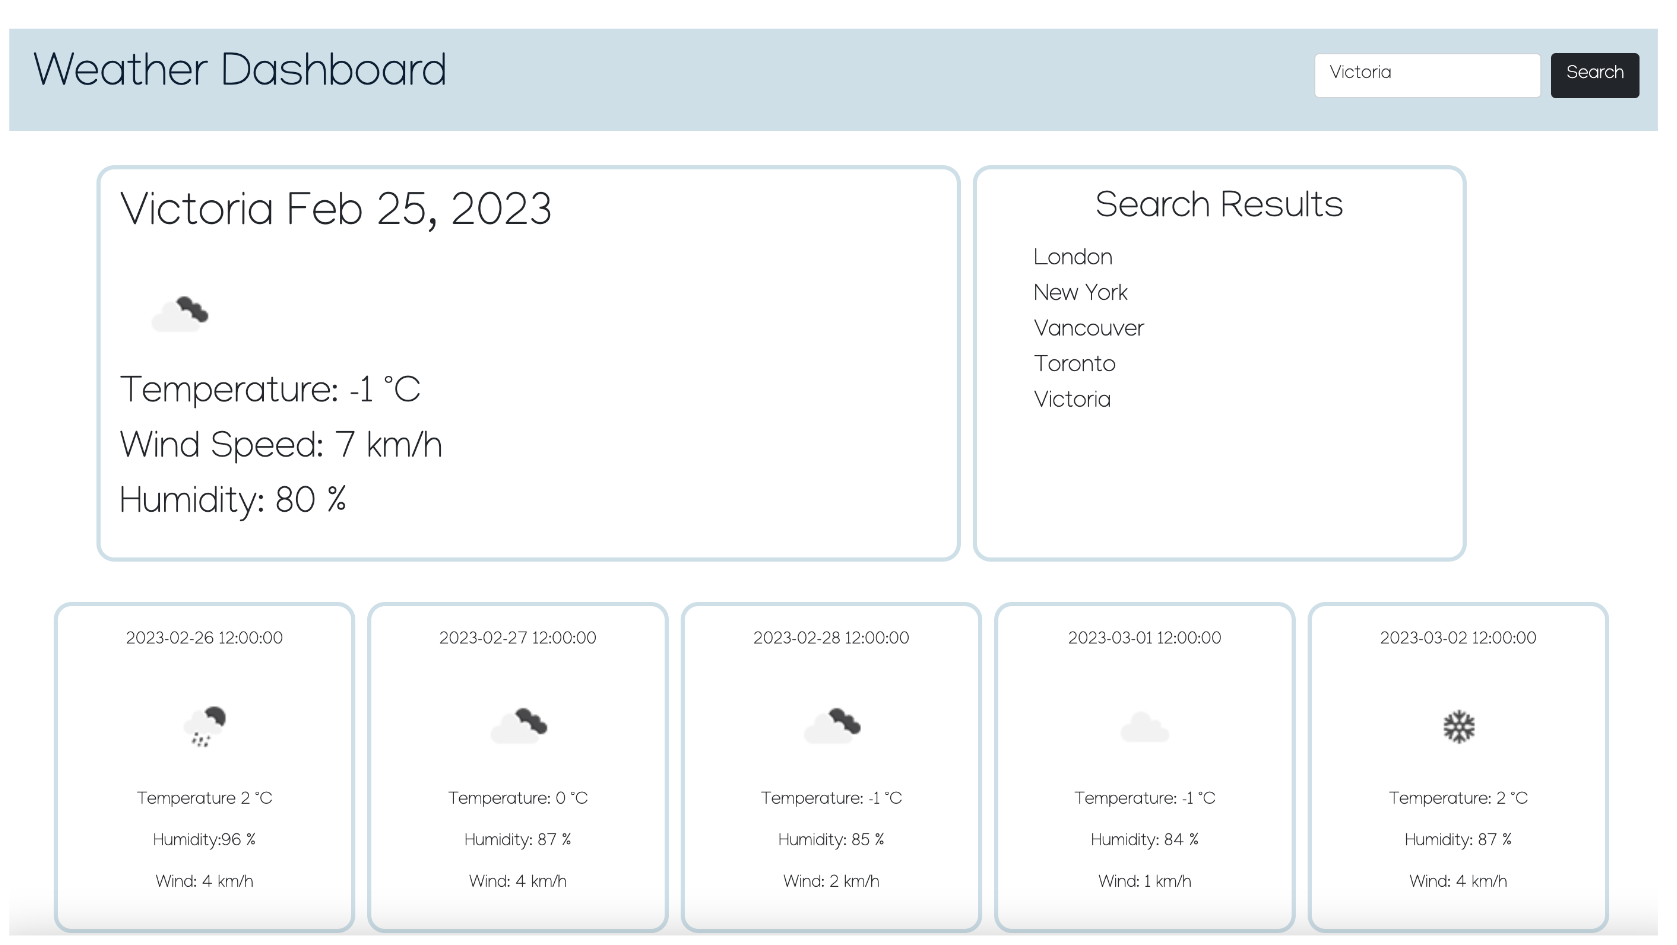 Weather Dashboard
Victoria
Search
Victoria Feb 25, 2023
Temperature: -1 °C
Wind Speed: 7 km/h
Humidity: 80 %
Search Results
London
New York
Vancouver
Toronto
Victoria
2023-02-26 12:00:00
Temperature 2 °C
Humidity:96 %
Wind: 4 km/h
2023-02-27 12:00:00
Temperature: 0 °C
Humidity: 87 %
Wind: 4 km/h
2023-02-28 12:00:00
Temperature: -1 °C
Humidity: 85 %
Wind: 2 km/h
2023-03-01 12:00:00
Temperature: -1 °C
Humidity: 84 %
Wind: 1 km/h
2023-03-02 12:00:00
Temperature: 2 °C
Humidity: 87 %
Wind: 4 km/h